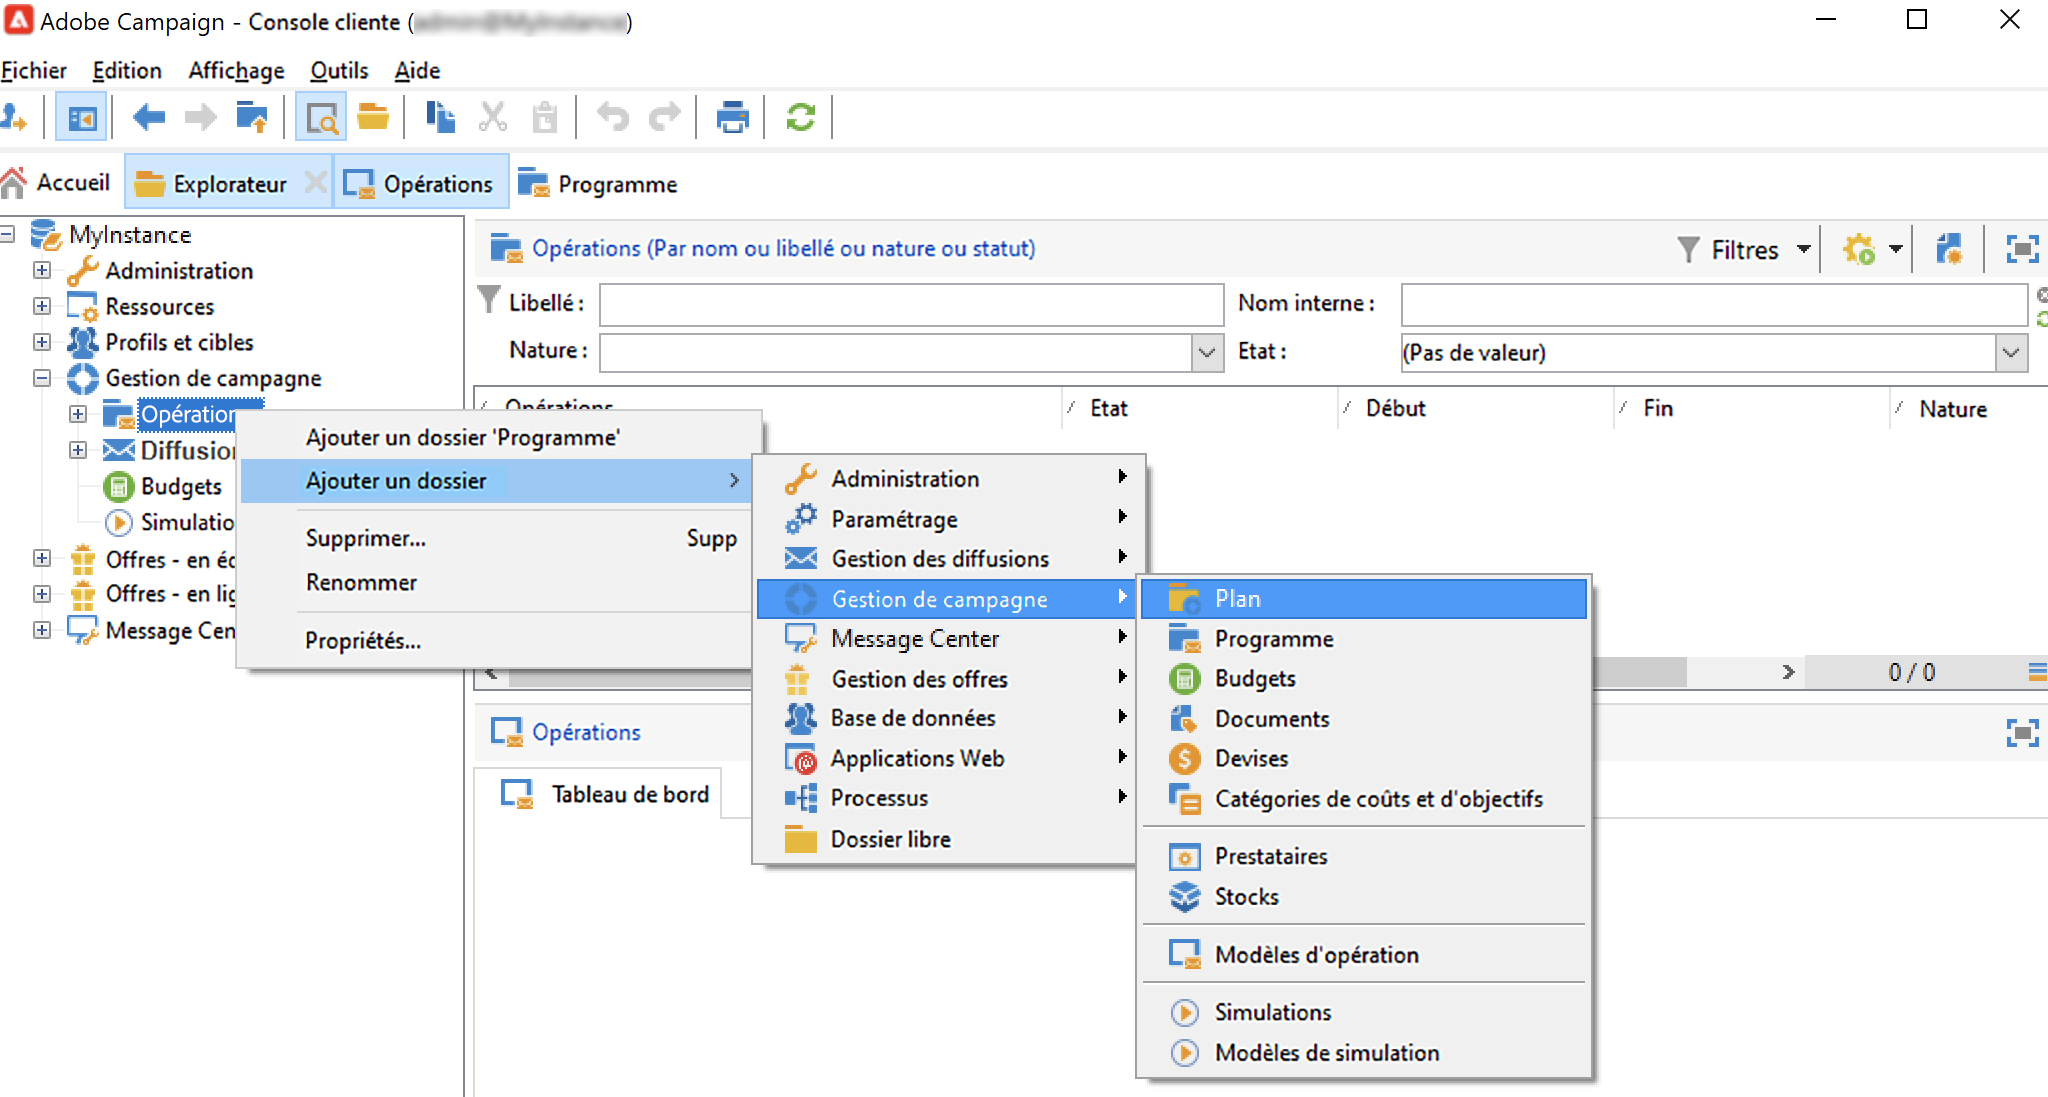 Adobe Campaign - Console cliente ()
Fichier Edition Affichage Outils Aide
Accueil Explorateur Opérations Programme
MyInstance
Administration
Ressources
Profils et cibles
Gestion de campagne
Opération
Diffusion
Budgets
Simulatio
Offres - en
Offres - en lig
Message Cen
Opérations (Par nom ou libellé ou nature ou statut)
Filtres
Libellé :
Nom interne :
Nature :
Etat :
(Pas de valeur)
Opérations Etat Début Fin Nature
Ajouter un dossier 'Programme'
Ajouter un dossier
Supprimer... Supp
Renommer
Propriétés...
Administration
Paramétrage
Gestion des diffusions
Gestion de campagne
Message Center
Gestion des offres
Base de données
Applications Web
Processus
Dossier libre
Plan
Programme
Budgets
Documents
Devises
Catégories de coûts et d'objectifs
Prestataires
Stocks
Modèles d'opération
Simulations
Modèles de simulation
0 / 0
Opérations
Tableau de bord